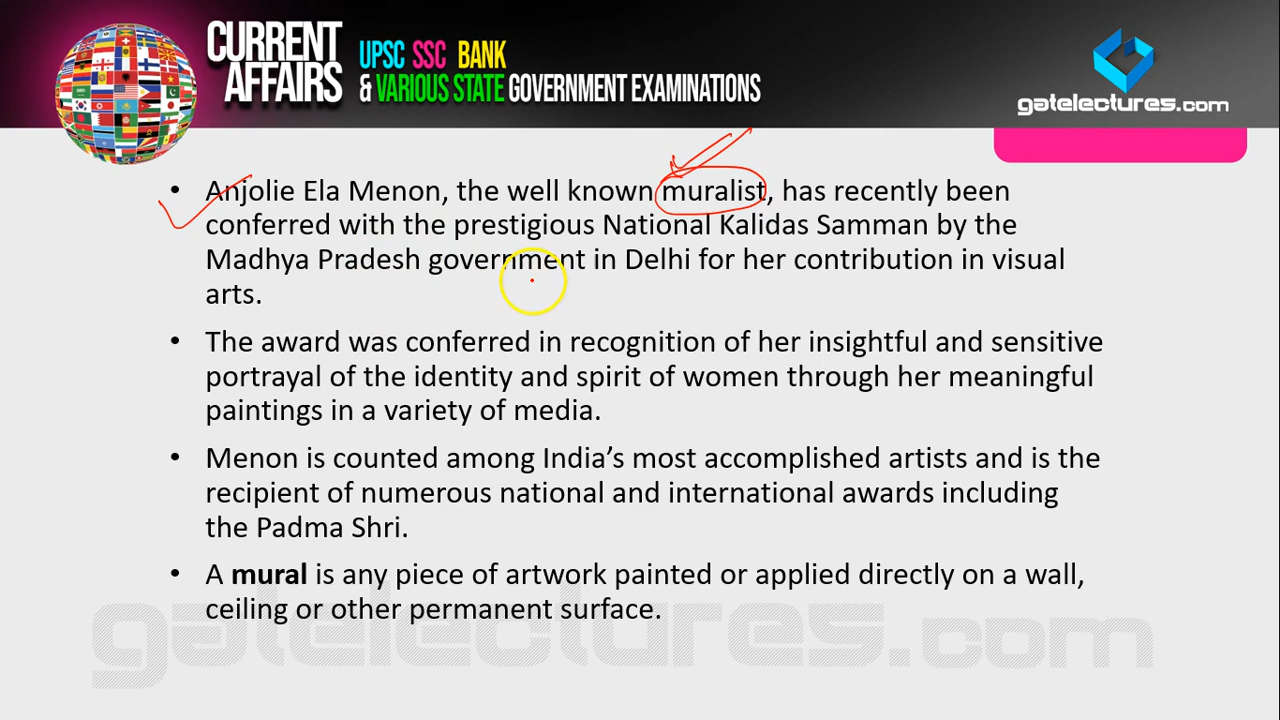 CURRENT
AFFAIRS
UPSC SSC BANK
& VARIOUS STATE GOVERNMENT EXAMINATIONS
gatelectures.com
• Anjolie Ela Menon, the well known muralist, has recently been
conferred with the prestigious National Kalidas Samman by the
Madhya Pradesh government in Delhi for her contribution in visual
arts.
• The award was conferred in recognition of her insightful and sensitive
portrayal of the identity and spirit of women through her meaningful
paintings in a variety of media.
• Menon is counted among India’s most accomplished artists and is the
recipient of numerous national and international awards including
the Padma Shri.
• A mural is any piece of artwork painted or applied directly on a wall,
ceiling or other permanent surface.
gatelectures.com